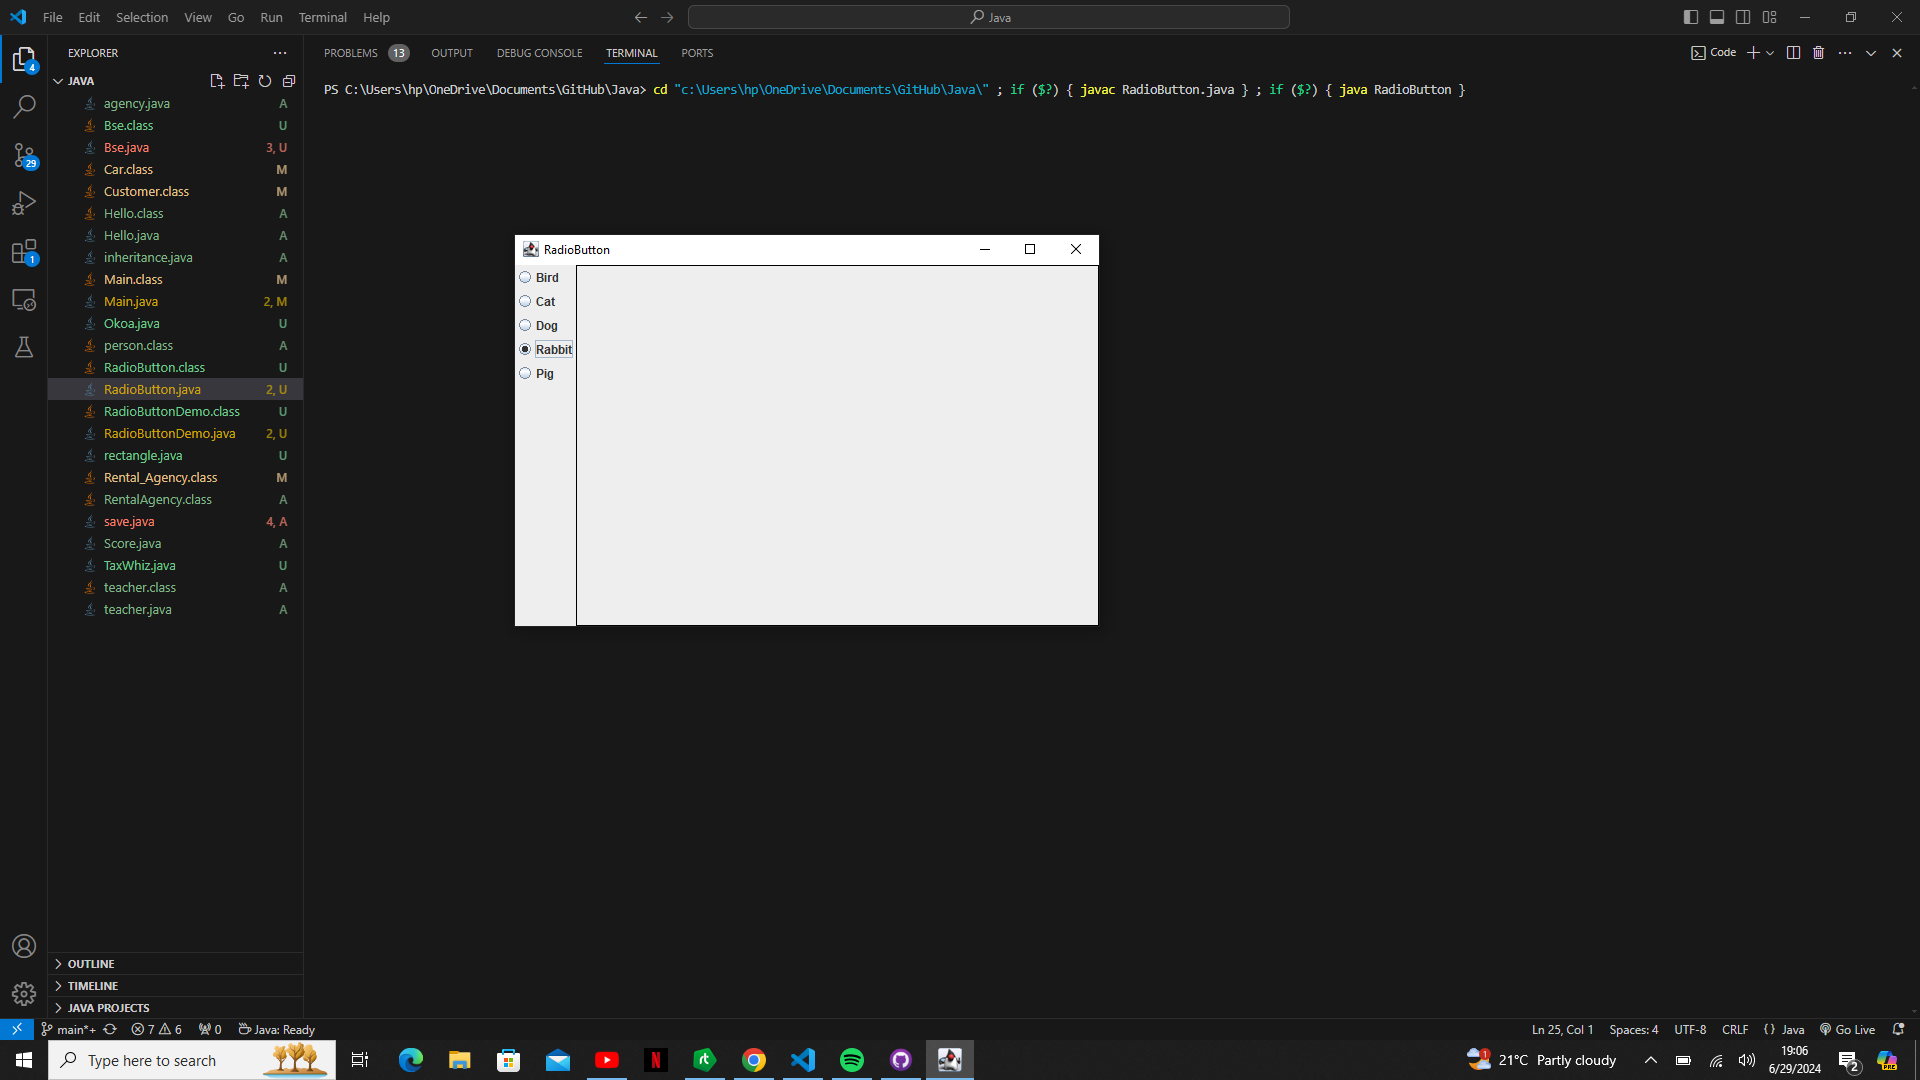 File Edit Selection View Go Run Terminal Help
Java
EXPLORER
JAVA
agency.java A
Bse.class U
Bse.java 3, U
Car.class M
Customer.class M
Hello.class A
Hello.java A
inheritance.java A
Main.class M
Main.java 2, M
Okoa.java U
person.class A
RadioButton.class U
RadioButton.java 2, U
RadioButtonDemo.class U
RadioButtonDemo.java 2, U
rectangle.java U
Rental_Agency.class M
RentalAgency.class A
save.java 4, A
Score.java A
TaxWhiz.java U
teacher.class A
teacher.java A
OUTLINE
TIMELINE
JAVA PROJECTS
4
29
1
PROBLEMS 13 OUTPUT DEBUG CONSOLE TERMINAL PORTS
Code
PS C:\Users\hp\OneDrive\Documents\GitHub\Java> cd "c:\Users\hp\OneDrive\Documents\GitHub\Java\" ; if ($?) { javac RadioButton.java } ; if ($?) { java RadioButton }
RadioButton
Bird
Cat
Dog
Rabbit
Pig
main*+ 7 6 0 Java: Ready
Ln 25, Col 1 Spaces: 4 UTF-8 CRLF {} Java Go Live
Type here to search
N
rt
1
21°C Partly cloudy
19:06
6/29/2024
2
PRE